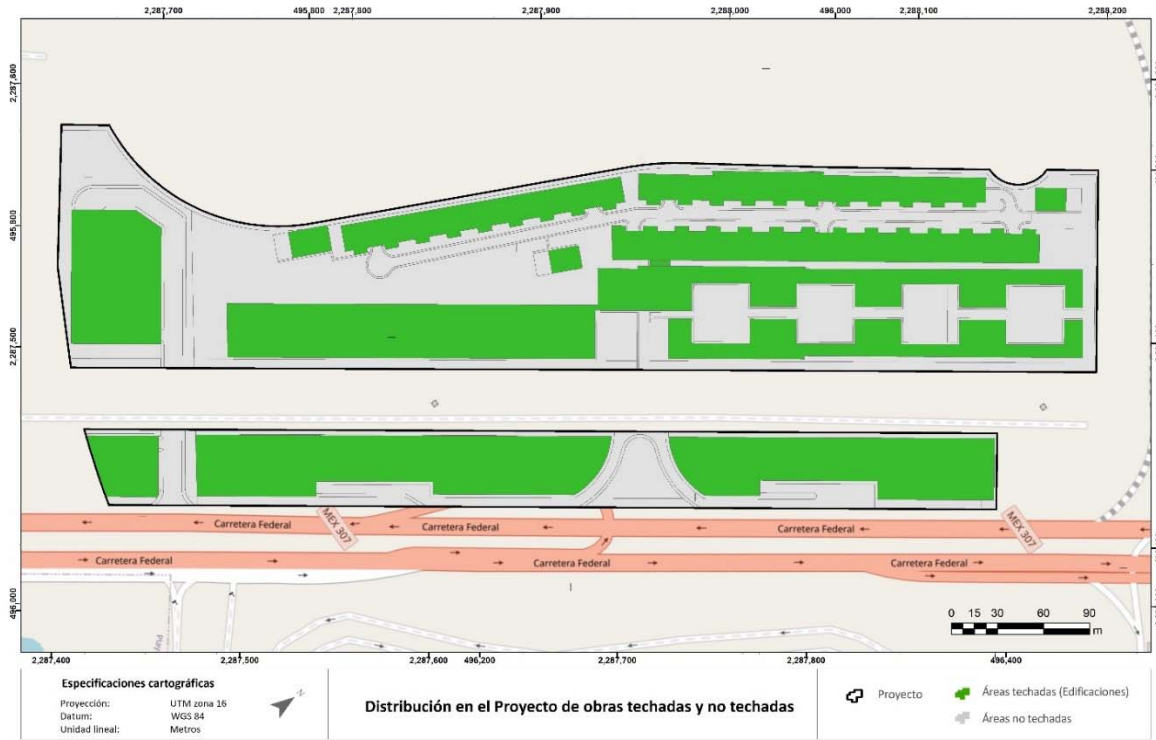 2,287,700 495,800 2,287,800 2,287,900 2,288,000 496,000 2,288,100 2,288,200
2,287,600
495,800
2,287,500
496,000
Carretera Federal
MEX 307
Carretera Federal
Carretera Federal
MEX 307
Carretera Federal
Carretera Federal
Carretera Federal
0 15 30 60 90
m
2,287,400 2,287,500 2,287,600 496,200 2,287,700 2,287,800 496,400
Especificaciones cartográficas
Proyección: UTM zona 16
Datum: WGS 84
Unidad lineal: Metros
N
Distribución en el Proyecto de obras techadas y no techadas
Proyecto
Áreas techadas (Edificaciones)
Áreas no techadas